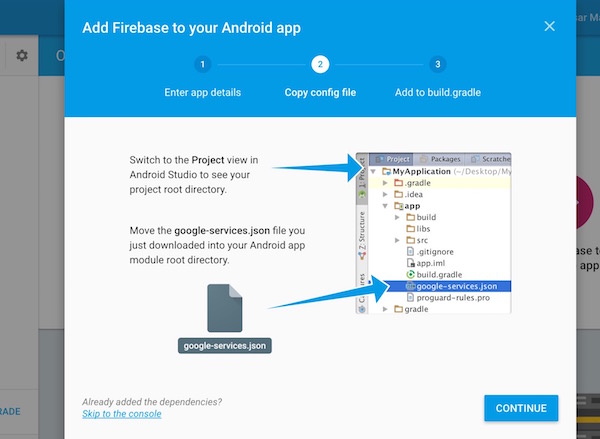 Add Firebase to your Android app
1
2
3
Enter app details
Copy config file
Add to build.gradle
Switch to the Project view in
Android Studio to see your
project root directory.
Move the google-services.json file you
just downloaded into your Android app
module root directory.
google-services.json
Project
Packages
Scratche
1: Project
Z: Structure
MyApplication (~/Desktop/My
.gradle
.idea
app
build
libs
src
.gitignore
app.iml
build.gradle
google-services.json
proguard-rules.pro
gradle
Already added the dependencies?
Skip to the console
CONTINUE
RADE
app